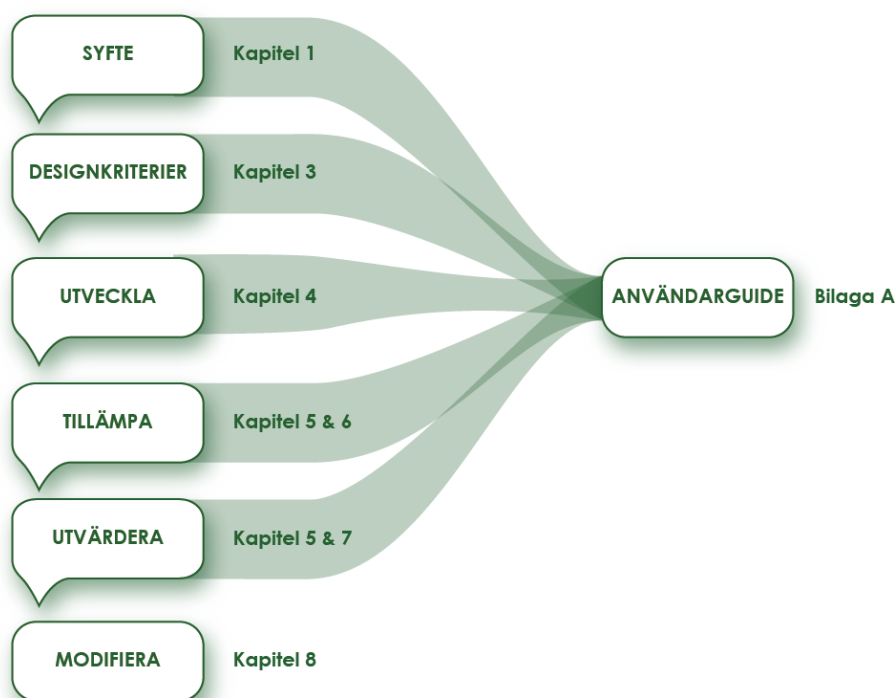 SYFTE Kapitel 1
DESIGNKRITERIER Kapitel 3
UTVECKLA Kapitel 4
ANVÄNDARGUIDE Bilaga A
TILLÄMPA Kapitel 5 & 6
UTVÄRDERA Kapitel 5 & 7
MODIFIERA Kapitel 8